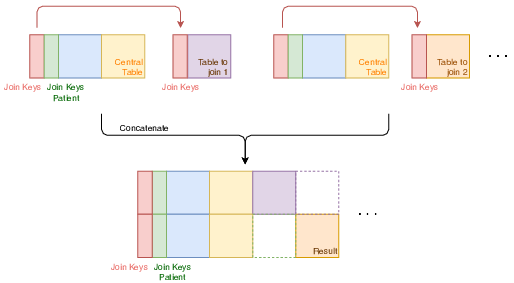 Central
Table
Table to
join 1
Central
Table
Table to
join 2
Join Keys
Join Keys
Patient
Join Keys
Join Keys
Concatenate
...
...
Result
Join Keys
Join Keys
Patient